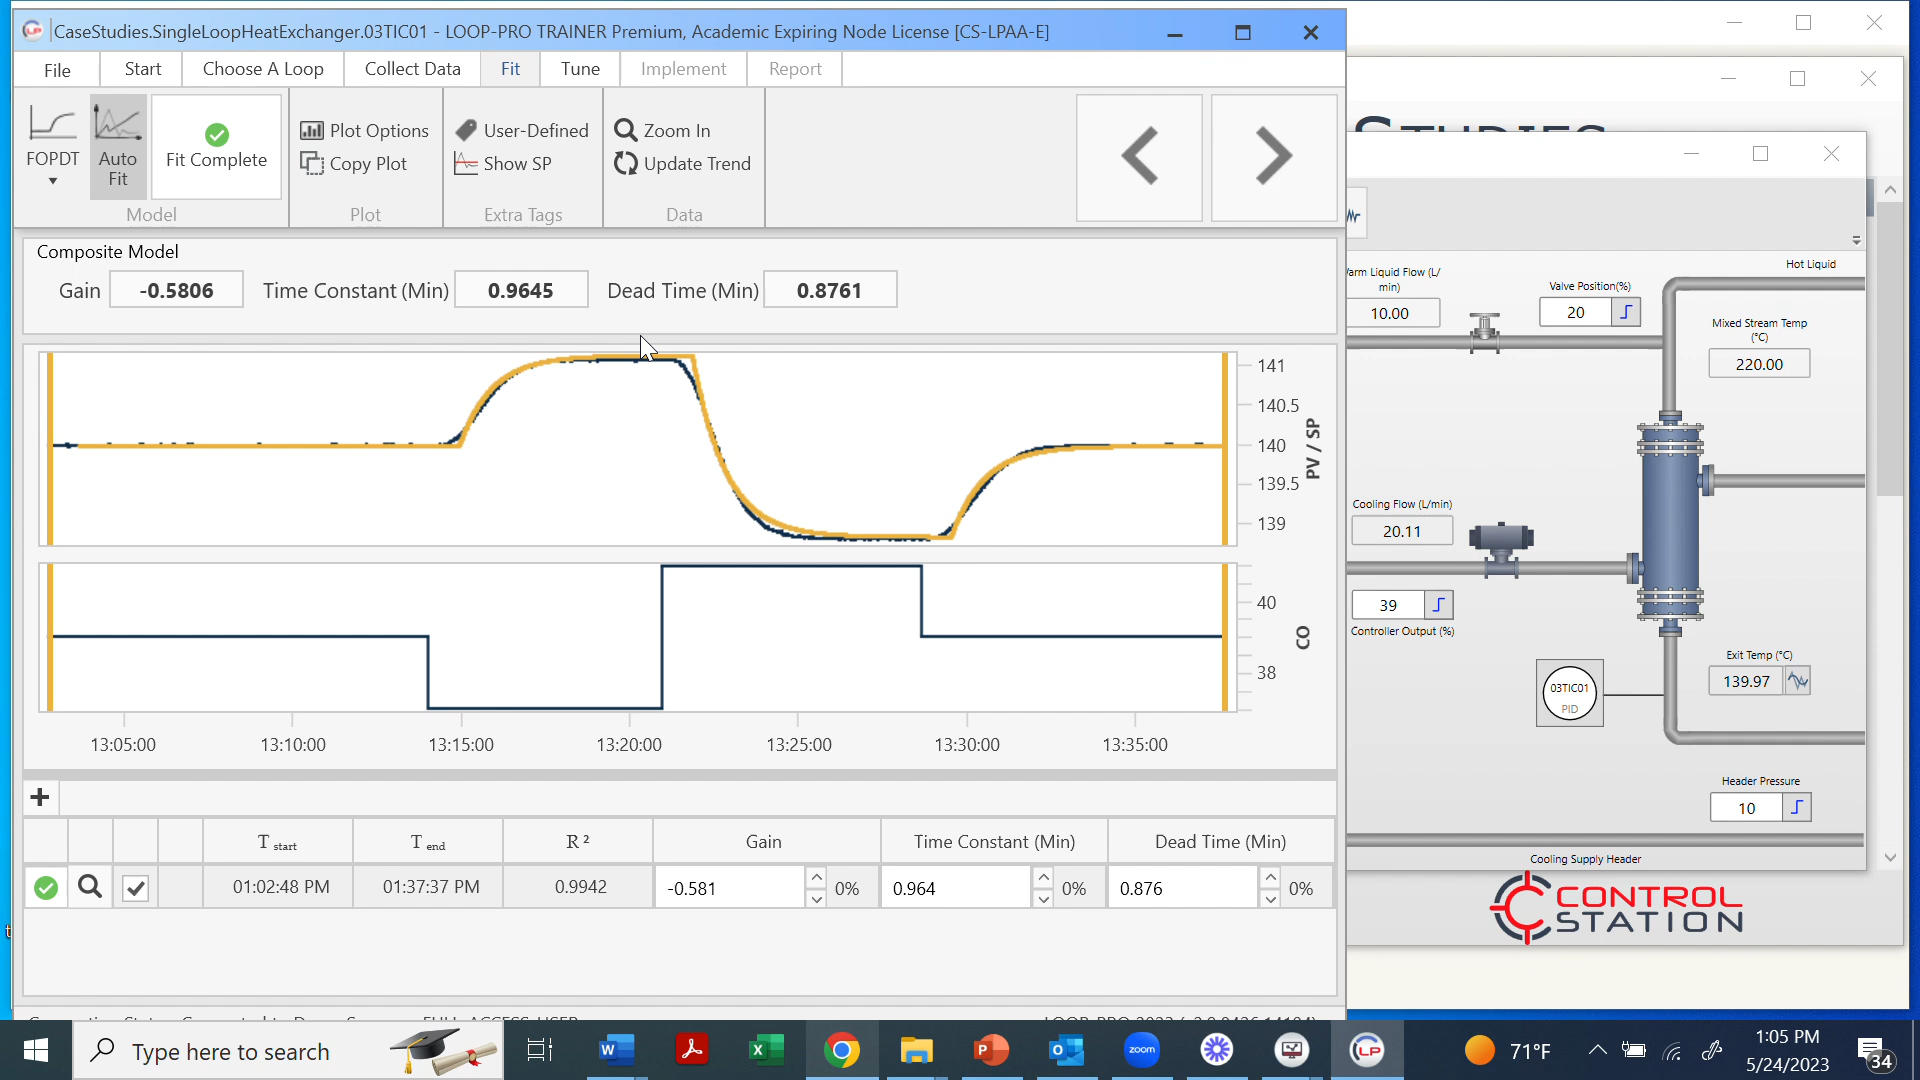 CaseStudies.SingleLoopHeatExchanger.03TIC01 - LOOP-PRO TRAINER Premium, Academic Expiring Node License [CS-LPAA-E]
File Start Choose A Loop Collect Data Fit Tune Implement Report
FOPDT
Auto Fit
Fit Complete
Model
Plot Options
Copy Plot
Plot
User-Defined
Show SP
Extra Tags
Zoom In
Update Trend
Data
Composite Model
Gain -0.5806 Time Constant (Min) 0.9645 Dead Time (Min) 0.8761
141
140.5
140
139.5
139
PV / SP
40
38
CO
13:05:00 13:10:00 13:15:00 13:20:00 13:25:00 13:30:00 13:35:00
+
T start T end R 2 Gain Time Constant (Min) Dead Time (Min)
01:02:48 PM 01:37:37 PM 0.9942 -0.581 0% 0.964 0% 0.876 0%
STUDIES
Hot Liquid
Liquid Flow (L/
min)
10.00
Valve Position(%)
20
Mixed Stream Temp
(°C)
220.00
Cooling Flow (L/min)
20.11
39
Controller Output (%)
03TIC01
PID
Exit Temp (°C)
139.97
Header Pressure
10
Cooling Supply Header
CONTROL
STATION
Type here to search
zoom
LP
71°F
1:05 PM
5/24/2023
34